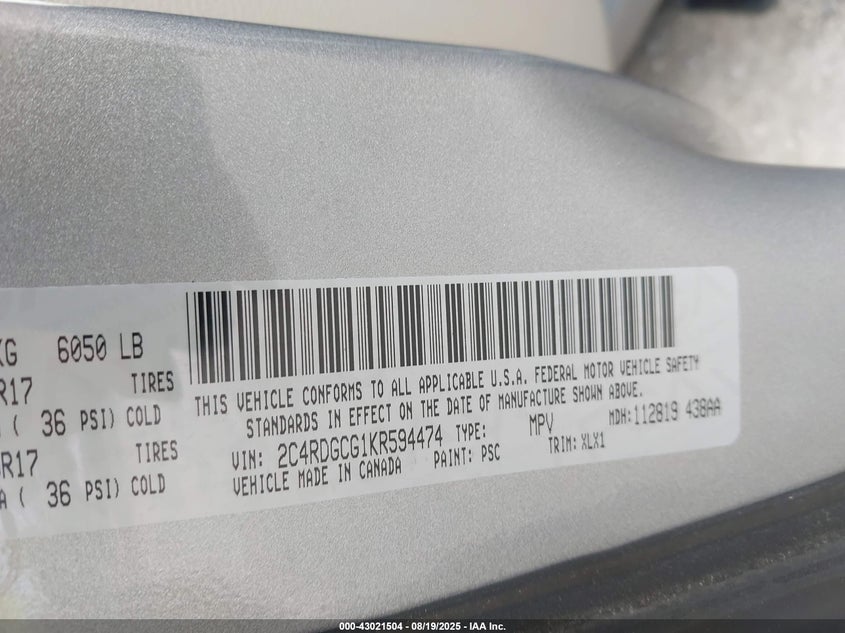 KG 6050 LB
R17 TIRES
( 36 PSI) COLD
R17 TIRES
A ( 36 PSI) COLD
THIS VEHICLE CONFORMS TO ALL APPLICABLE U.S.A. FEDERAL MOTOR VEHICLE SAFETY
STANDARDS IN EFFECT ON THE DATE OF MANUFACTURE SHOWN ABOVE.
VIN: 2C4RDGCG1KR594474 TYPE: MPV MDH:112819 438AA
VEHICLE MADE IN CANADA PAINT: PSC TRIM: XLX1
000-43021504 - 08/19/2025 - IAA Inc.